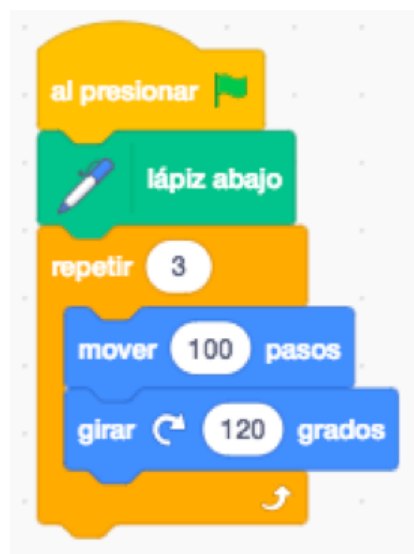 al presionar
lápiz abajo
repetir 3
mover 100 pasos
girar 120 grados